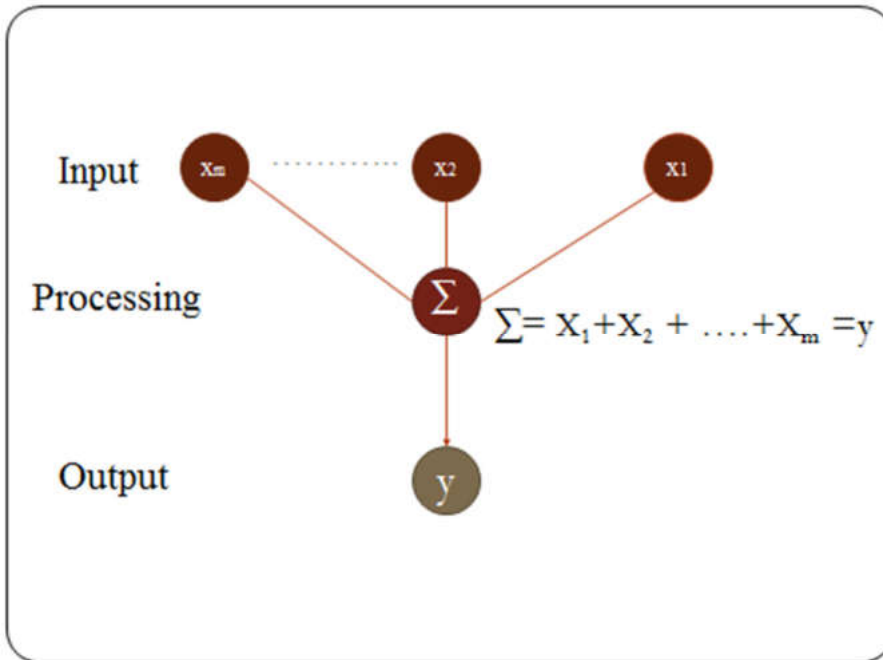 Input Xm ........... X2 X1
Processing Σ
Σ= X₁+X₂ + ....+Xₘ =y
Output y